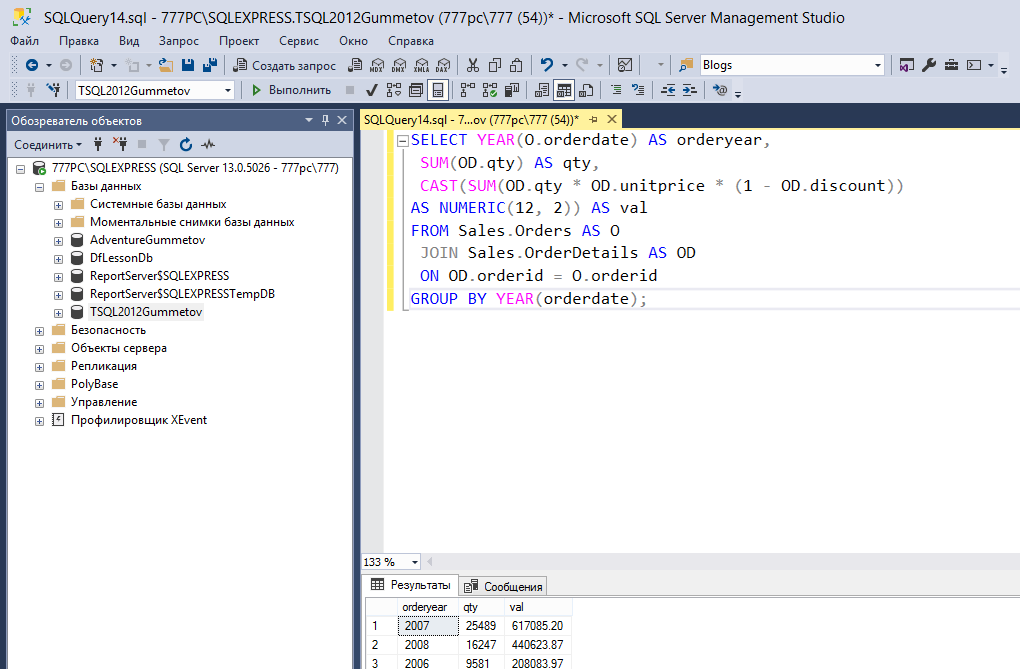 SQLQuery14.sql - 777PC\SQLEXPRESS.TSQL2012Gummetov (777pc\777 (54))* - Microsoft SQL Server Management Studio
Файл Правка Вид Запрос Проект Сервис Окно Справка
Создать запрос MDX DMX XMLA DAX Blogs
TSQL2012Gummetov Выполнить
Обозреватель объектов
Соединить
777PC\SQLEXPRESS (SQL Server 13.0.5026 - 777pc\777)
Базы данных
Системные базы данных
Моментальные снимки базы данных
AdventureGummetov
DfLessonDb
ReportServer$SQLEXPRESS
ReportServer$SQLEXPRESSTempDB
TSQL2012Gummetov
Безопасность
Объекты сервера
Репликация
PolyBase
Управление
Профилировщик XEvent
SQLQuery14.sql - 7...ov (777pc\777 (54))*
SELECT YEAR(O.orderdate) AS orderyear,
SUM(OD.qty) AS qty,
CAST(SUM(OD.qty * OD.unitprice * (1 - OD.discount))
AS NUMERIC(12, 2)) AS val
FROM Sales.Orders AS O
JOIN Sales.OrderDetails AS OD
ON OD.orderid = O.orderid
GROUP BY YEAR(orderdate);
133 %
Результаты Сообщения
orderyear qty val
1 2007 25489 617085.20
2 2008 16247 440623.87
3 2006 9581 208083.97